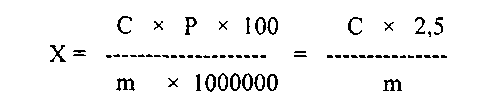 C × P × 100 C × 2,5
X = -------------------- = ---------------
m × 1000000 m